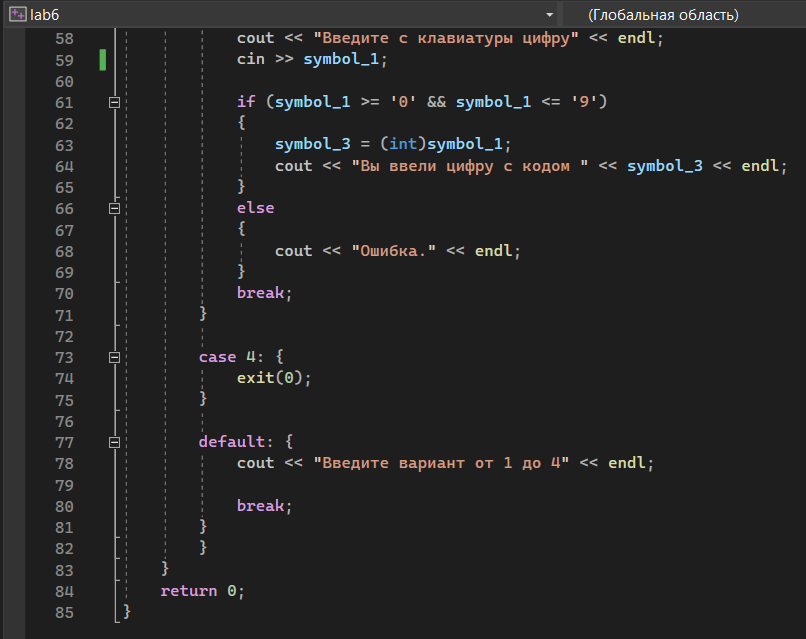 lab6 (Глобальная область)
58 cout << "Введите с клавиатуры цифру" << endl;
59 cin >> symbol_1;
60
61 if (symbol_1 >= '0' && symbol_1 <= '9')
62 {
63 symbol_3 = (int)symbol_1;
64 cout << "Вы ввели цифру с кодом " << symbol_3 << endl;
65 }
66 else
67 {
68 cout << "Ошибка." << endl;
69 }
70 break;
71 }
72
73 case 4: {
74 exit(0);
75 }
76
77 default: {
78 cout << "Введите вариант от 1 до 4" << endl;
79
80 break;
81 }
82 }
83 }
84 return 0;
85 }